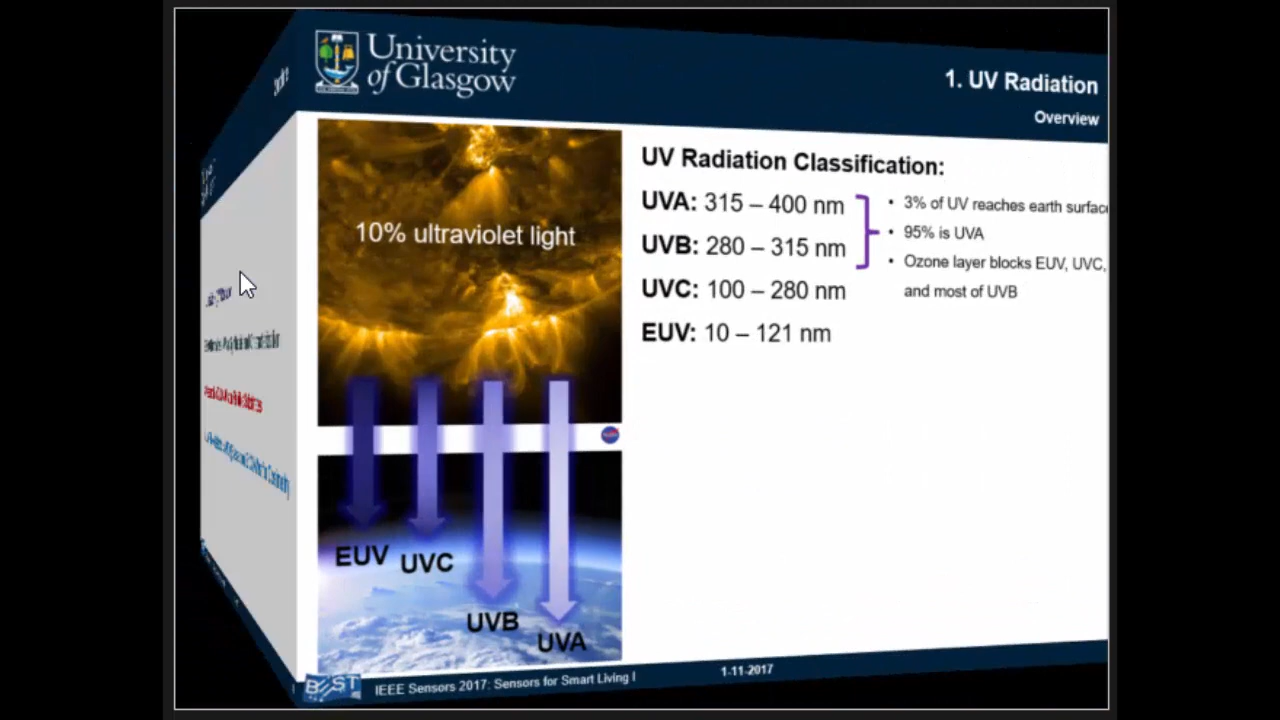 University
of Glasgow
1. UV Radiation
Overview
10% ultraviolet light
UV Radiation Classification:
UVA: 315 – 400 nm
UVB: 280 – 315 nm
UVC: 100 – 280 nm
EUV: 10 – 121 nm
• 3% of UV reaches earth surface
• 95% is UVA
• Ozone layer blocks EUV, UVC,
and most of UVB
EUV
UVC
UVB
UVA
BEST
IEEE Sensors 2017: Sensors for Smart Living I
1-11-2017